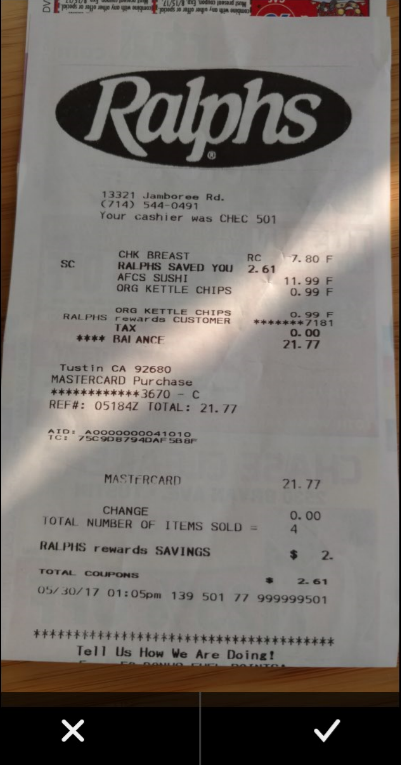 DV
Ralphs
®
13321 Jamboree Rd.
(714) 544-0491
Your cashier was CHEC 501
CHK BREAST RC 7.80 F
SC RALPHS SAVED YOU 2.61
AFCS SUSHI 11.99 F
ORG KETTLE CHIPS 0.99 F
ORG KETTLE CHIPS 0.99 F
RALPHS rewards CUSTOMER *******7181
TAX 0.00
**** BALANCE 21.77
Tustin CA 92680
MASTERCARD Purchase
************3670 - C
REF#: 05184Z TOTAL: 21.77
AID: A0000000041010
TC: 75C9D8794DAF5B8F
MASTERCARD 21.77
CHANGE 0.00
TOTAL NUMBER OF ITEMS SOLD = 4
RALPHS rewards SAVINGS $ 2.
TOTAL COUPONS $ 2.61
05/30/17 01:05pm 139 501 77 999999501
************************************
Tell Us How We Are Doing!